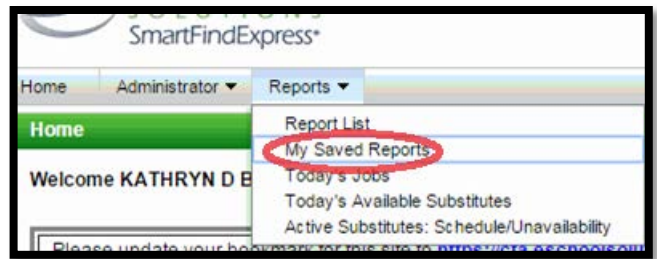 SOLUTIONS
SmartFindExpress
Home Administrator ▼ Reports ▼
Home
Report List
My Saved Reports
Today's Jobs
Welcome KATHRYN D B
Today's Available Substitutes
Active Substitutes: Schedule/Unavailability
Please update your bookmark for this site to